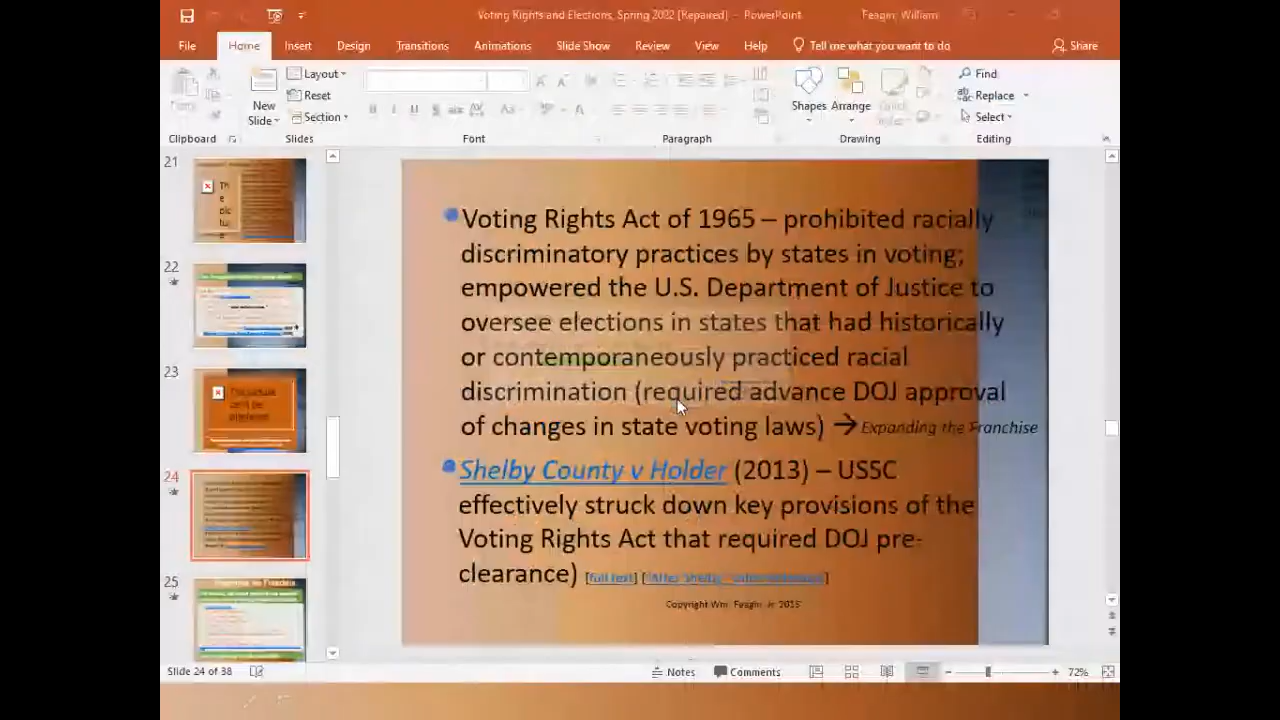 Voting Rights and Elections, Spring 2022 [Repaired] – PowerPoint
Feagin, William
File Home Insert Design Transitions Animations Slide Show Review View Help Tell me what you want to do Share
Layout
Reset
Section
New
Slide
Shapes Arrange
Find
Replace
Select
Clipboard Slides Font Paragraph Drawing Editing
21
22
23
24
25
Voting Rights Act of 1965 – prohibited racially
discriminatory practices by states in voting;
empowered the U.S. Department of Justice to
oversee elections in states that had historically
or contemporaneously practiced racial
discrimination (required advance DOJ approval
of changes in state voting laws) → Expanding the Franchise
Shelby County v Holder (2013) – USSC
effectively struck down key provisions of the
Voting Rights Act that required DOJ pre-
clearance) [full text]
Copyright Wm. Feagin, Jr. 2015
Slide 24 of 38
Notes
Comments
72%